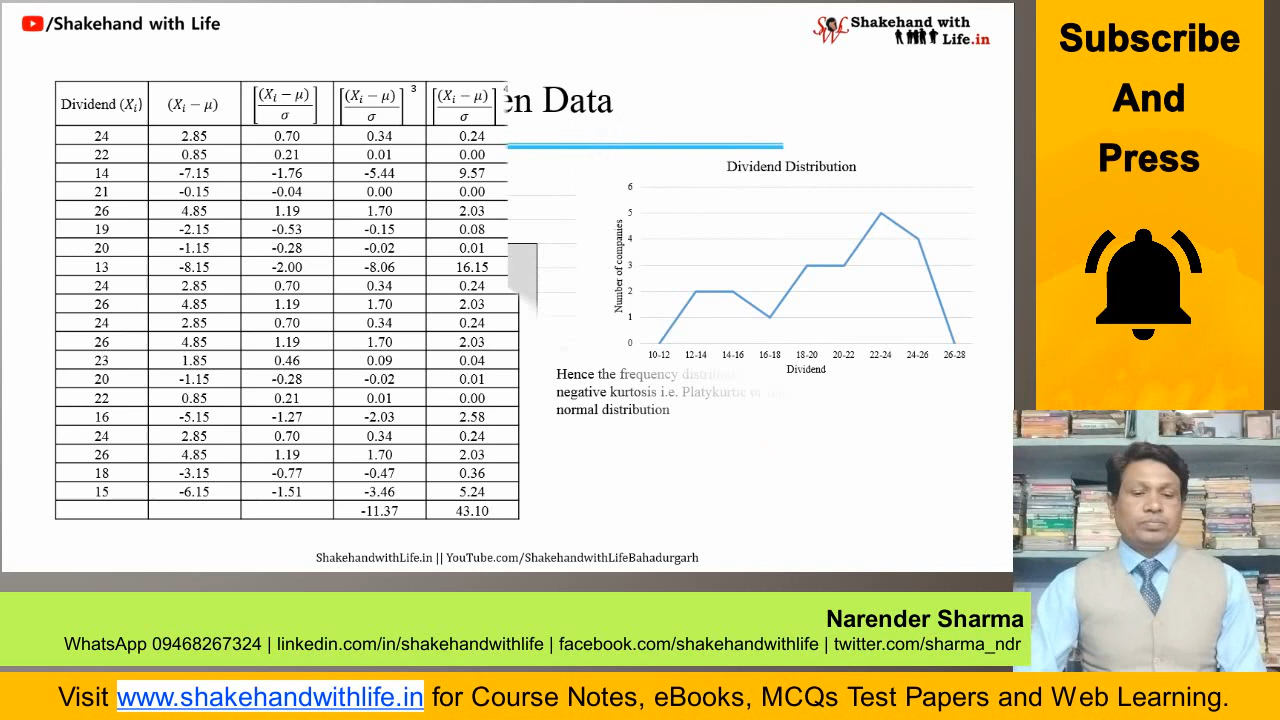 /Shakehand with Life
Shakehand with
Life.in
en Data
Dividend (Xᵢ) (Xᵢ − μ) [(Xᵢ − μ)/σ] [(Xᵢ − μ)/σ]³ [(Xᵢ − μ)/σ]⁴
24 2.85 0.70 0.34 0.24
22 0.85 0.21 0.01 0.00
14 -7.15 -1.76 -5.44 9.57
21 -0.15 -0.04 0.00 0.00
26 4.85 1.19 1.70 2.03
19 -2.15 -0.53 -0.15 0.08
20 -1.15 -0.28 -0.02 0.01
13 -8.15 -2.00 -8.06 16.15
24 2.85 0.70 0.34 0.24
26 4.85 1.19 1.70 2.03
24 2.85 0.70 0.34 0.24
26 4.85 1.19 1.70 2.03
23 1.85 0.46 0.09 0.04
20 -1.15 -0.28 -0.02 0.01
22 0.85 0.21 0.01 0.00
16 -5.15 -1.27 -2.03 2.58
24 2.85 0.70 0.34 0.24
26 4.85 1.19 1.70 2.03
18 -3.15 -0.77 -0.47 0.36
15 -6.15 -1.51 -3.46 5.24
-11.37 43.10
Dividend Distribution
Number of companies
6
5
4
3
2
1
0
10-12 12-14 14-16 16-18 18-20 20-22 22-24 24-26 26-28
Dividend
Hence the frequency
negative kurtosis i.e. Platykurtic
normal distribution
ShakehandwithLife.in || YouTube.com/ShakehandwithLifeBahadurgarh
Subscribe
And
Press
Narender Sharma
WhatsApp 09468267324 | linkedin.com/in/shakehandwithlife | facebook.com/shakehandwithlife | twitter.com/sharma_ndr
Visit www.shakehandwithlife.in for Course Notes, eBooks, MCQs Test Papers and Web Learning.